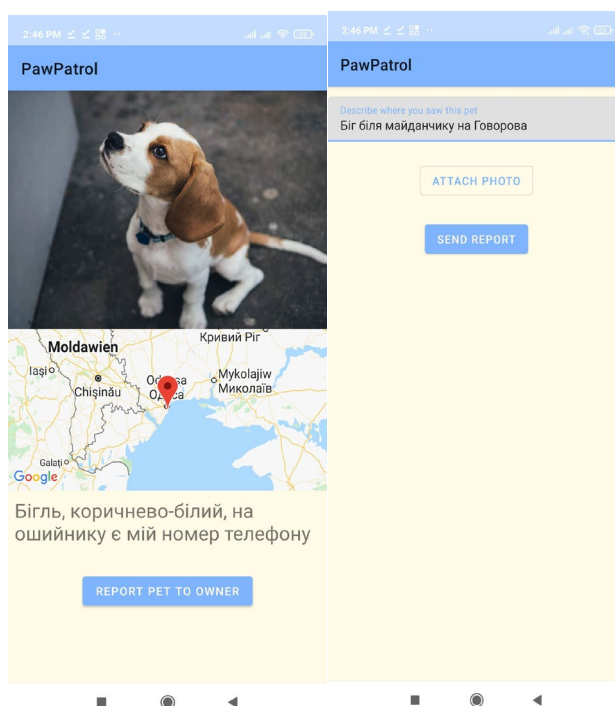 2:46 PM
PawPatrol
Кривий Ріг
Moldawien
Iași
Chișinău
Odessa
Одеса
Mykolajiw
Миколаїв
Galați
Google
Бігль, коричнево-білий, на
ошийнику є мій номер телефону
REPORT PET TO OWNER
2:46 PM
PawPatrol
Describe where you saw this pet
Біг біля майданчику на Говорова
ATTACH PHOTO
SEND REPORT